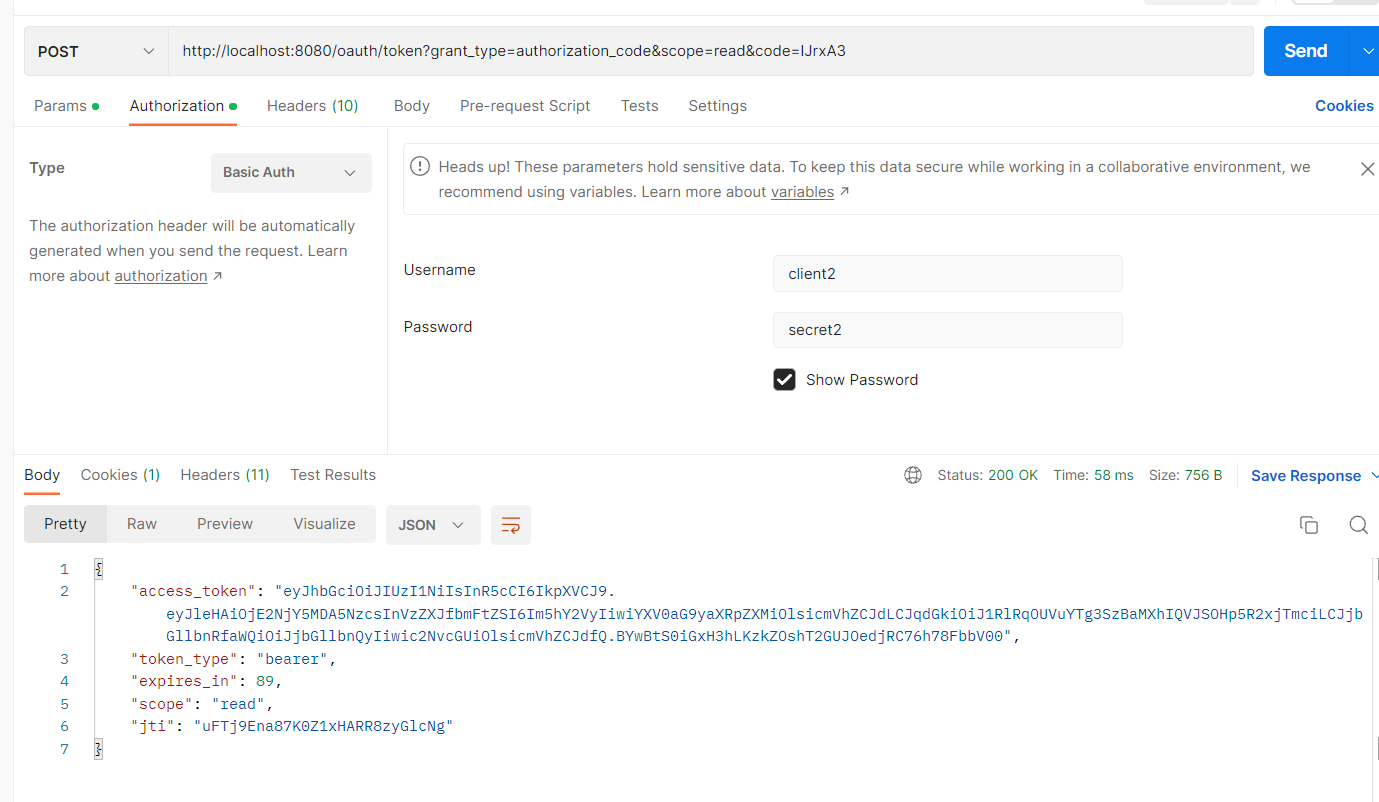 POST
http://localhost:8080/oauth/token?grant_type=authorization_code&scope=read&code=IJrxA3
Send
Params
Authorization
Headers (10)
Body
Pre-request Script
Tests
Settings
Cookies
Type
Basic Auth
The authorization header will be automatically
generated when you send the request. Learn
more about authorization ↗
Heads up! These parameters hold sensitive data. To keep this data secure while working in a collaborative environment, we
recommend using variables. Learn more about variables ↗
Username
client2
Password
secret2
Show Password
Body
Cookies (1)
Headers (11)
Test Results
Status: 200 OK
Time: 58 ms
Size: 756 B
Save Response
Pretty
Raw
Preview
Visualize
JSON
1 {
2 "access_token": "eyJhbGciOiJIUzI1NiIsInR5cCI6IkpXVCJ9.
eyJleHAiOjE2NjY5MDA5NzcsInVzZXJfbmFtZSI6Im5hY2VyIiwiYXV0aG9yaXRpZXMiOlsicmVhZCJdLCJqdGkiOiJ1RlRqOUVuYTg3SzBaMXhIQVJSOHp5R2xjTmciLCJjb
GllbnRfaWQiOiJjbGllbnQyIiwic2NvcGUiOlsicmVhZCJdfQ.BYwBtS0iGxH3hLKzkZOshT2GUJOedjRC76h78FbbV00",
3 "token_type": "bearer",
4 "expires_in": 89,
5 "scope": "read",
6 "jti": "uFTj9Ena87K0Z1xHARR8zyGlcNg"
7 }